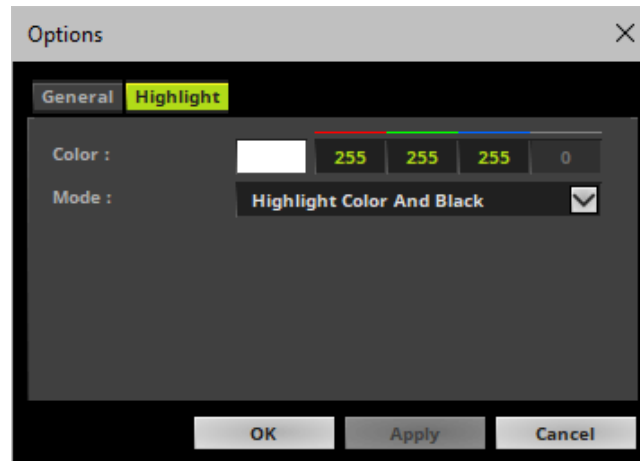 Options
General Highlight
Color : 255 255 255 0
Mode : Highlight Color And Black
OK Apply Cancel